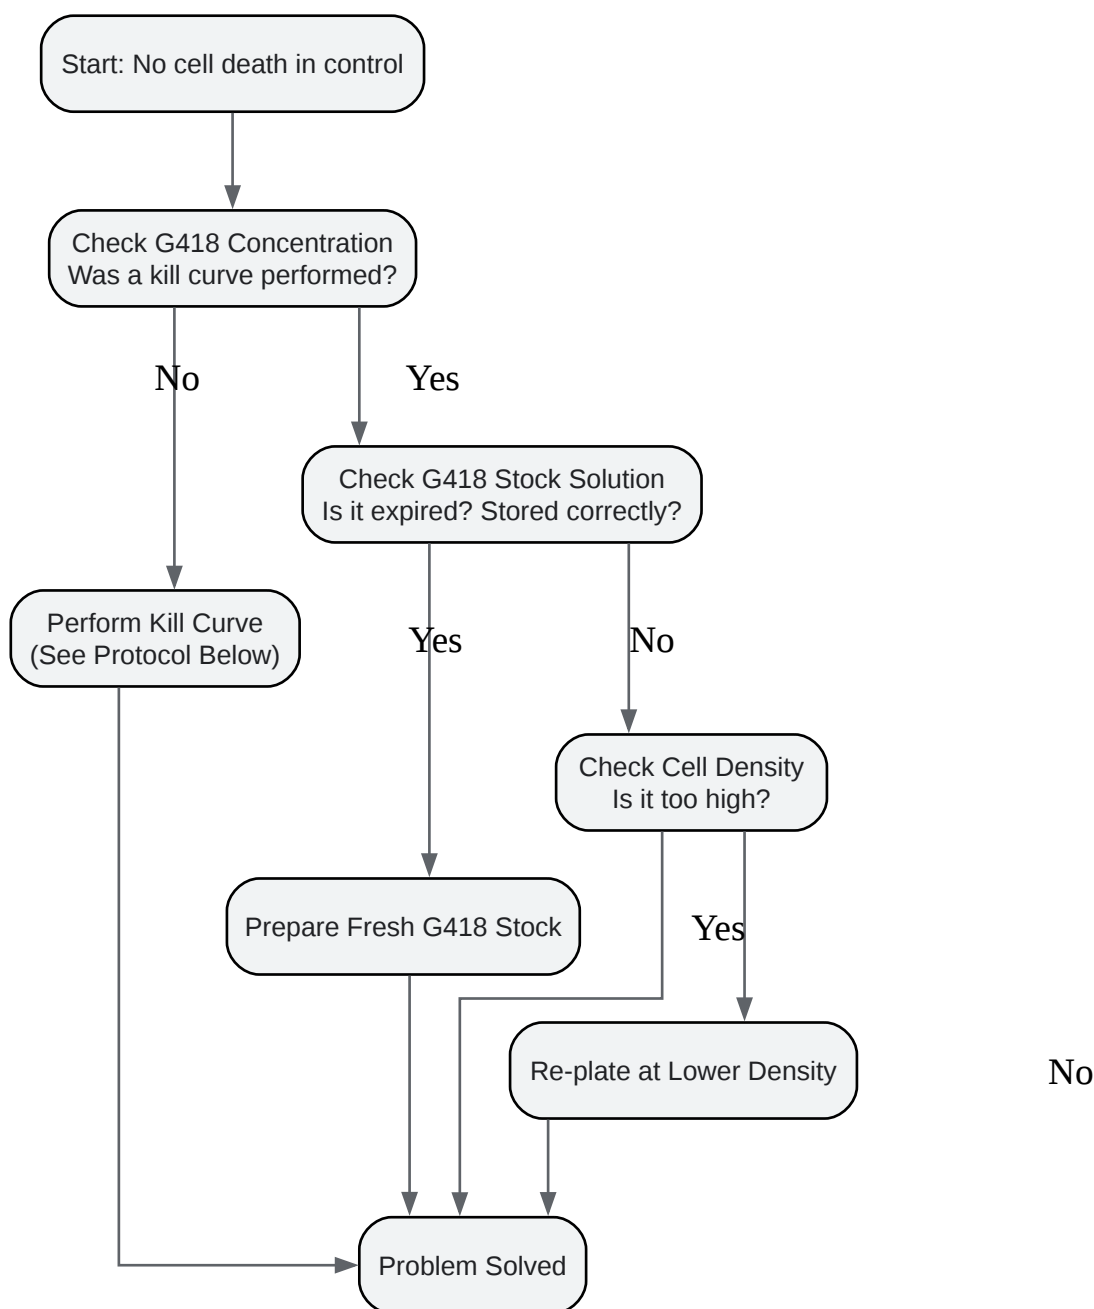 Start: No cell death in control
Check G418 Concentration
Was a kill curve performed?
No
Yes
Check G418 Stock Solution
Is it expired? Stored correctly?
Perform Kill Curve
(See Protocol Below)
Yes
No
Check Cell Density
Is it too high?
Prepare Fresh G418 Stock
Yes
Re-plate at Lower Density
No
Problem Solved